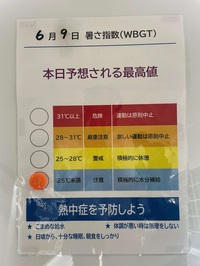 6月9日 暑さ指数(WBGT)
本日予想される最高値
31℃以上 危険 運動は原則中止
28～31℃ 厳重注意 激しい運動は中止
25～28℃ 警戒 積極的に休憩
25℃未満 注意 積極的に水分補給
熱中症を予防しよう
★ こまめな給水 ★ 体調が悪い時は無理をしない
★ 日頃から、十分な睡眠、朝食をしっかり